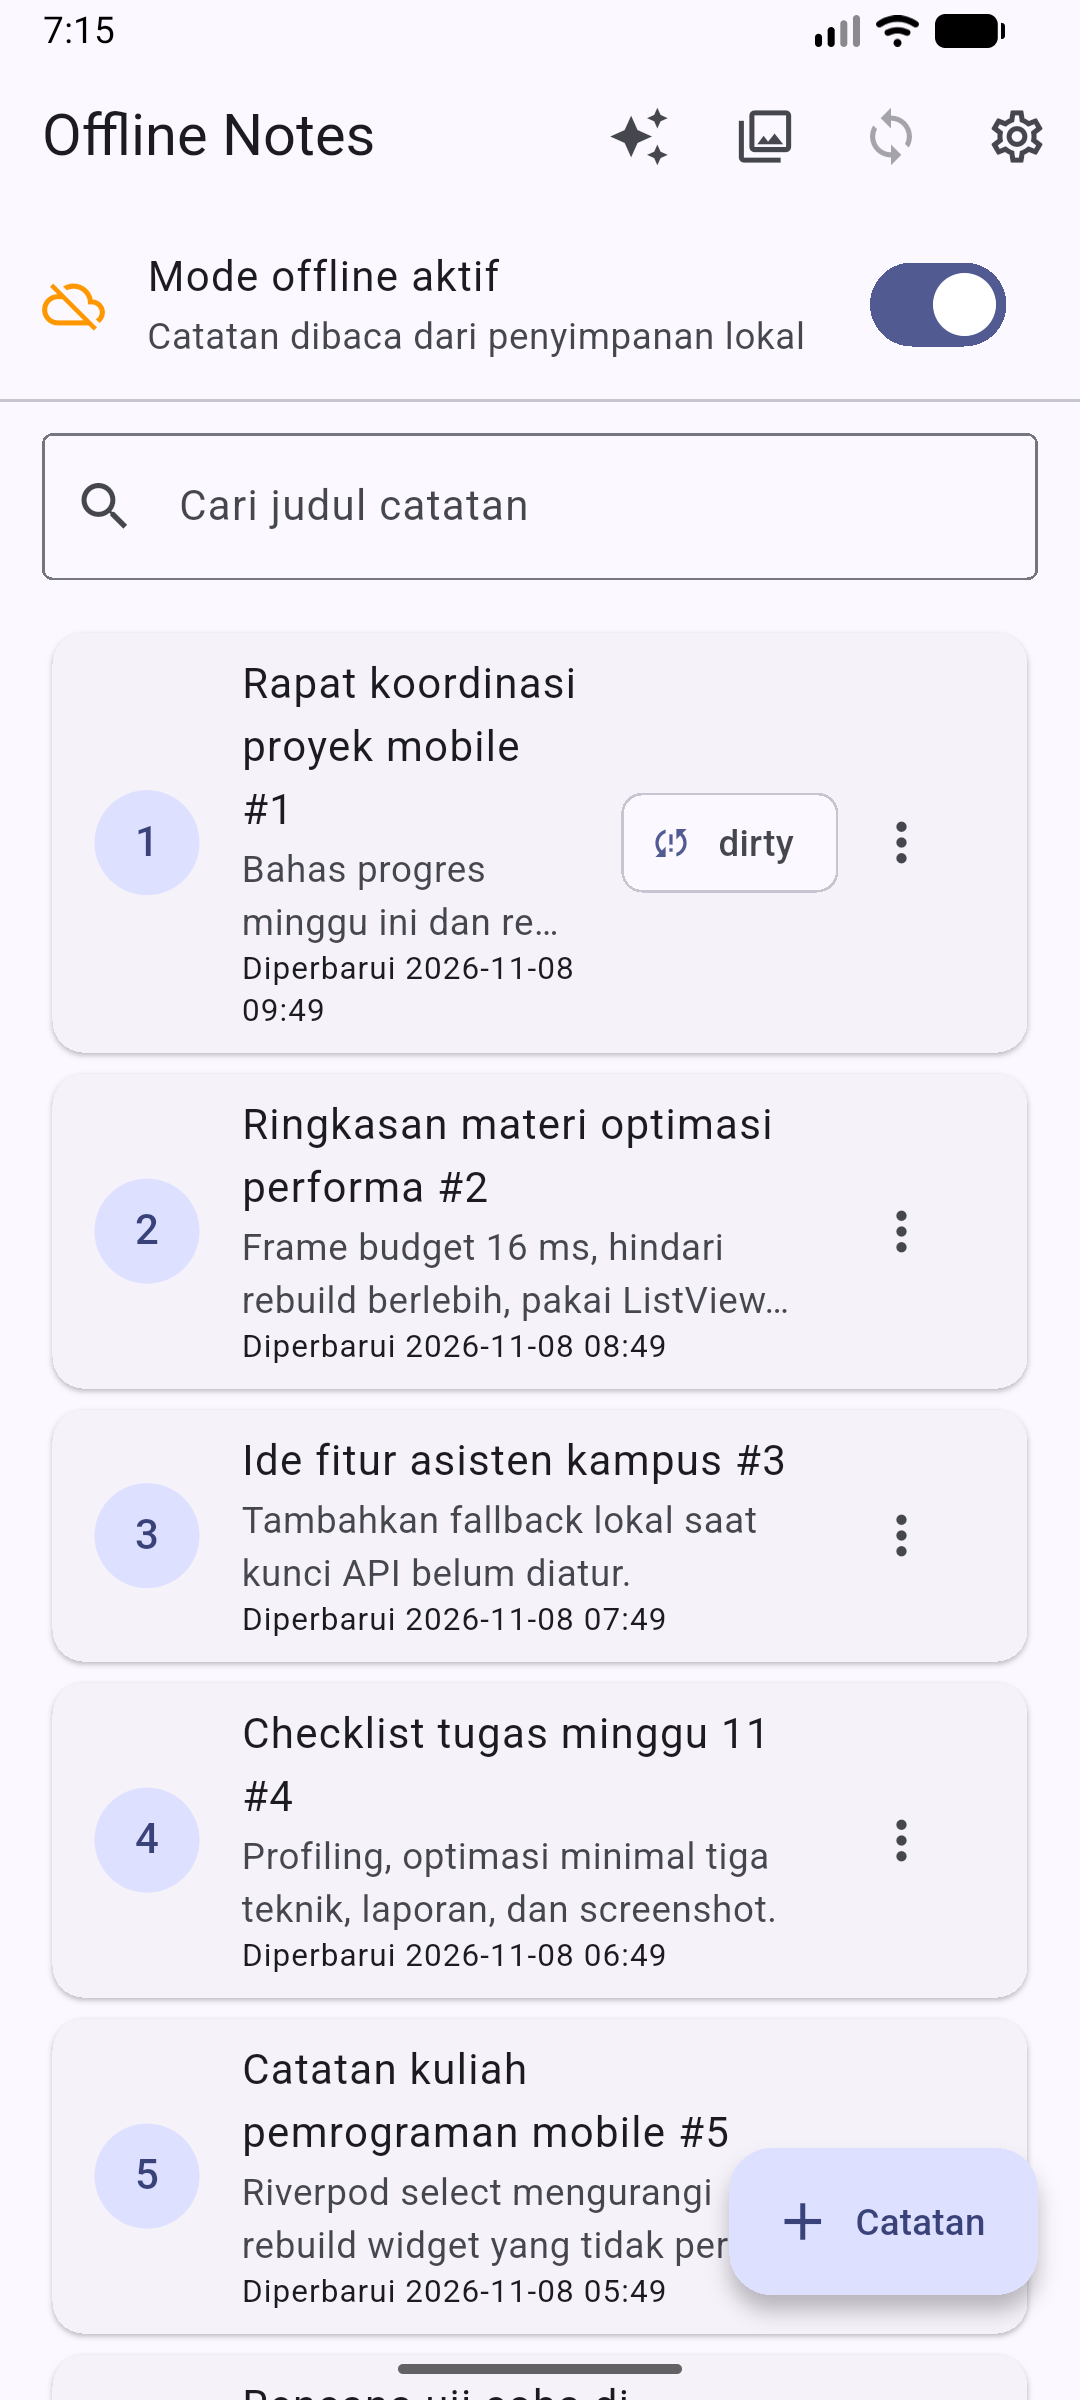 7:15
Offline Notes
Mode offline aktif
Catatan dibaca dari penyimpanan lokal
Cari judul catatan
1
Rapat koordinasi
proyek mobile
#1
Bahas progres
minggu ini dan re…
Diperbarui 2026-11-08
09:49
dirty
2
Ringkasan materi optimasi
performa #2
Frame budget 16 ms, hindari
rebuild berlebih, pakai ListView…
Diperbarui 2026-11-08 08:49
3
Ide fitur asisten kampus #3
Tambahkan fallback lokal saat
kunci API belum diatur.
Diperbarui 2026-11-08 07:49
4
Checklist tugas minggu 11
#4
Profiling, optimasi minimal tiga
teknik, laporan, dan screenshot.
Diperbarui 2026-11-08 06:49
5
Catatan kuliah
pemrograman mobile #5
Riverpod select mengurangi
rebuild widget yang tidak per
Diperbarui 2026-11-08 05:49
Catatan